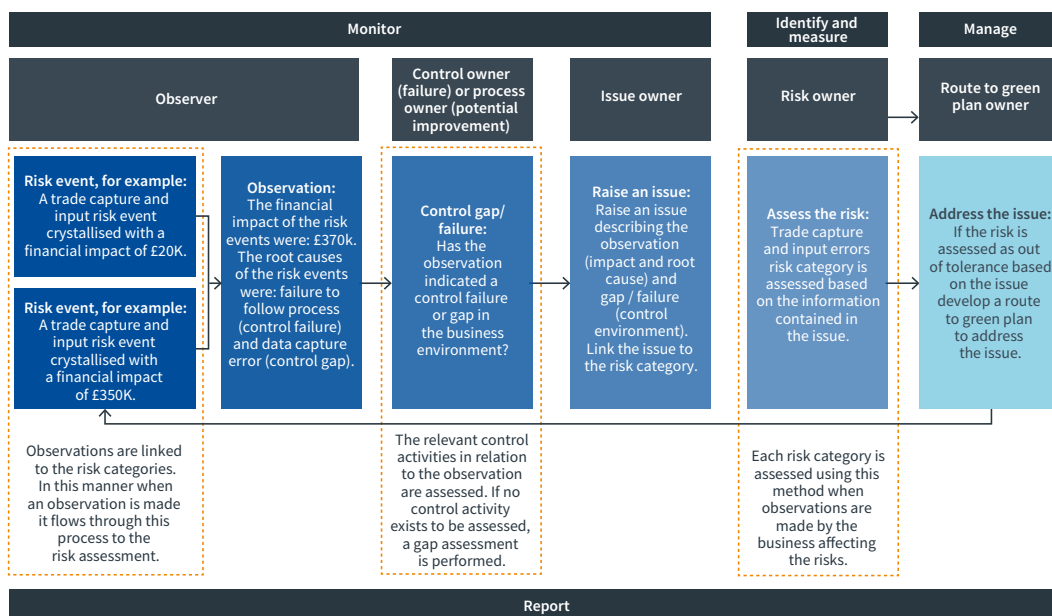 Monitor
Identify and
measure
Manage
Observer
Control owner
(failure) or process
owner (potential
improvement)
Issue owner
Risk owner
Route to green
plan owner
Risk event, for example:
A trade capture and
input risk event
crystallised with a
financial impact of £20K.
Risk event, for example:
A trade capture and
input risk event
crystallised with
a financial impact
of £350K.
Observation:
The financial
impact of the risk
events were: £370k.
The root causes
of the risk events
were: failure to
follow process
(control failure)
and data capture
error (control gap).
Control gap/
failure:
Has the
observation
indicated a
control failure
or gap in
the business
environment?
Raise an issue:
Raise an issue
describing the
observation
(impact and root
cause) and
gap / failure
(control
environment).
Link the issue to
the risk category.
Assess the risk:
Trade capture
and input errors
risk category is
assessed based
on the information
contained in
the issue.
Address the issue:
If the risk is
assessed as out
of tolerance based
on the issue
develop a route
to green plan
to address
the issue.
Observations are linked
to the risk categories.
In this manner when
an observation is made
it flows through this
process to the
risk assessment.
The relevant control
activities in relation
to the observation
are assessed. If no
control activity
exists to be assessed,
a gap assessment
is performed.
Each risk category is
assessed using this
method when
observations are
made by the
business affecting
the risks.
Report